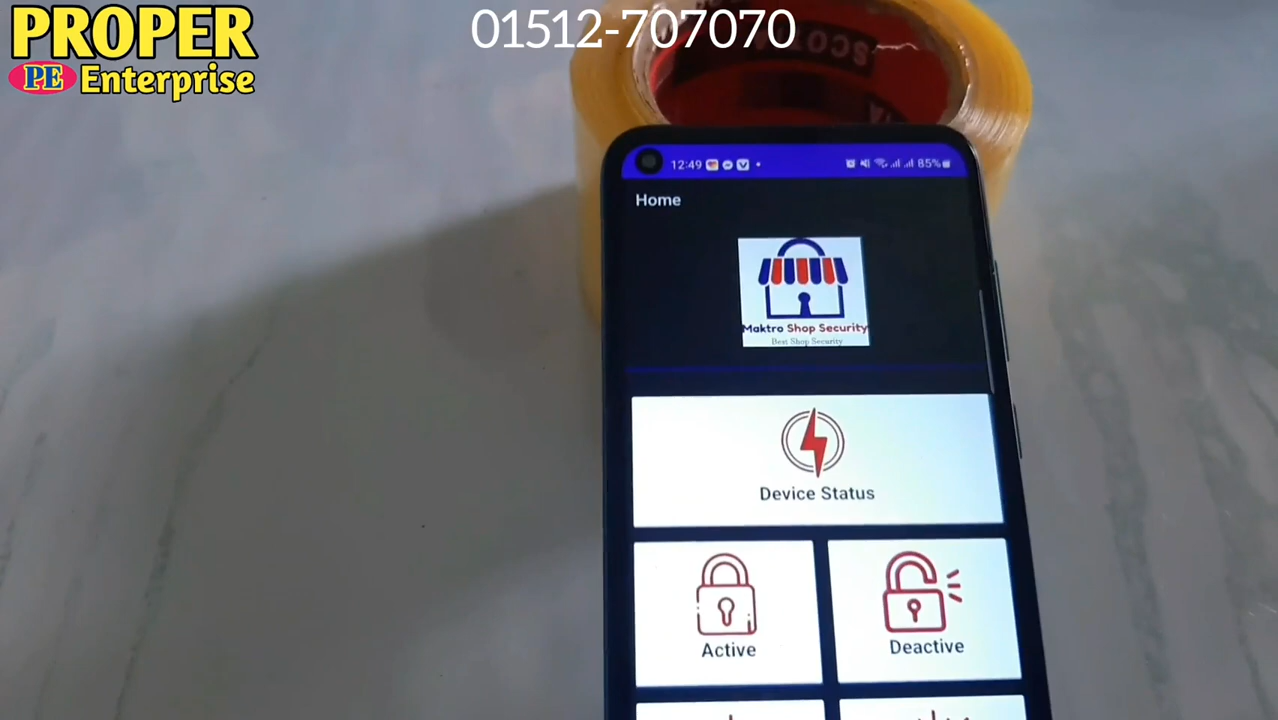 PROPER
PE Enterprise
01512-707070
SCOT
12:49
85%
Home
Maktro Shop Security
Best Shop Security
Device Status
Active
Deactive